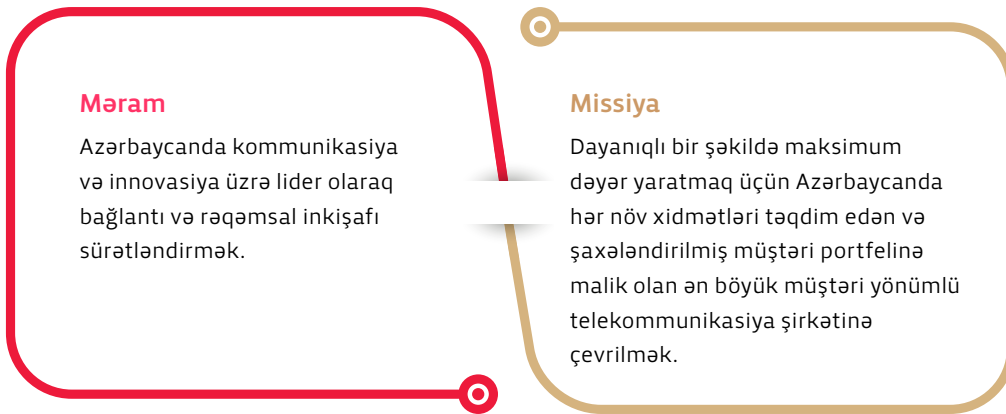 Məram
Azərbaycanda kommunikasiya
və innovasiya üzrə lider olaraq
bağlantı və rəqəmsal inkişafı
sürətləndirmək.
Missiya
Dayanıqlı bir şəkildə maksimum
dəyər yaratmaq üçün Azərbaycanda
hər növ xidmətləri təqdim edən və
şaxələndirilmiş müştəri portfelinə
malik olan ən böyük müştəri yönümlü
telekommunikasiya şirkətinə
çevrilmək.